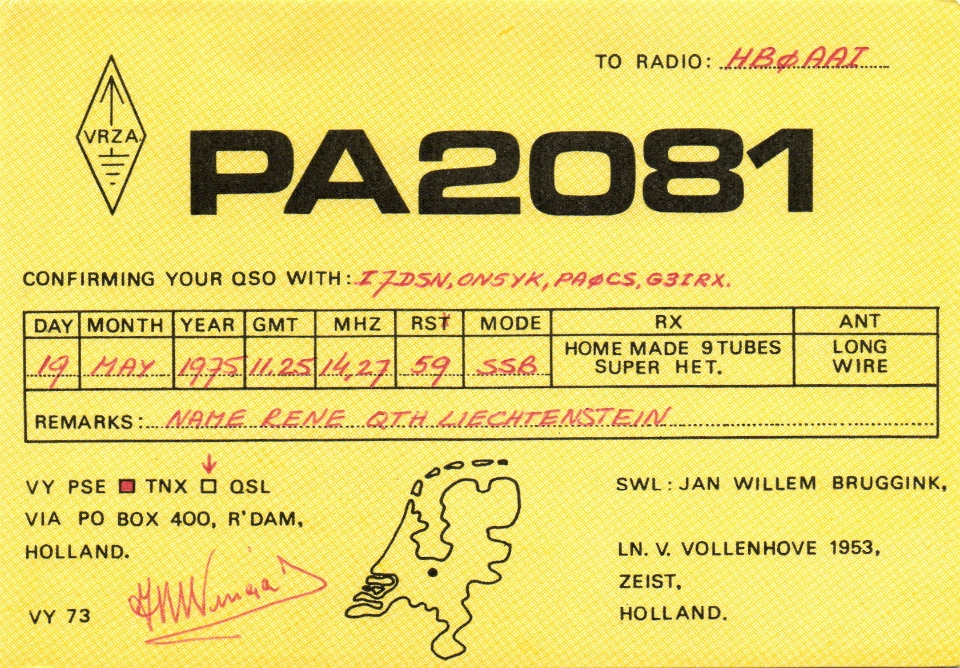 TO RADIO: HBØAAI
VRZA.
PA2081
CONFIRMING YOUR QSO WITH: I7DSN, ON5YK, PAØCS, G3IRX.
DAY MONTH YEAR GMT MHZ RST MODE RX ANT
19 MAY 1975 11.25 14,27 59 SSB HOME MADE 9 TUBES SUPER HET. LONG WIRE
REMARKS: NAME RENE QTH LIECHTENSTEIN
VY PSE TNX QSL
VIA PO BOX 400, R'DAM,
HOLLAND.
VY 73
SWL: JAN WILLEM BRUGGINK,
LN. V. VOLLENHOVE 1953,
ZEIST,
HOLLAND.